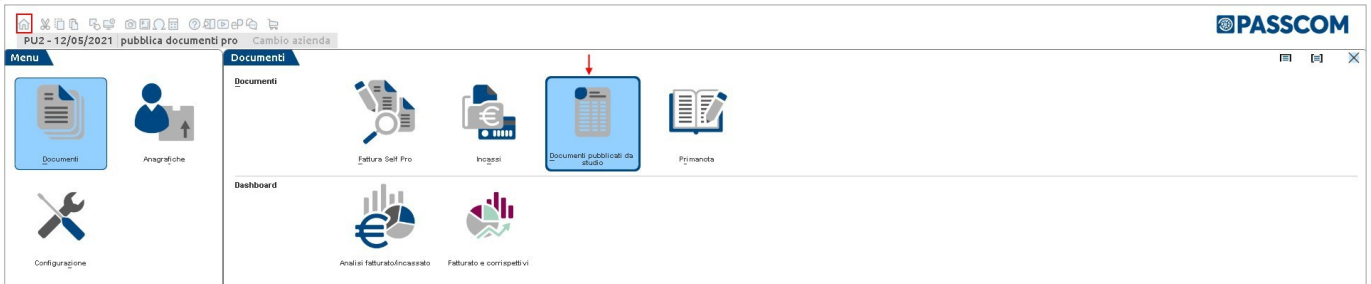 PASSCOM
PU2 - 12/05/2021 pubblica documenti pro Cambio azienda
Menu
Documenti
Anagrafiche
Configurazione
Documenti
Documenti
Fattura Self Pro
Incassi
Documenti pubblicati da
studio
Primanota
Dashboard
Analisi fatturato/incassato
Fatturato e corrispettivi